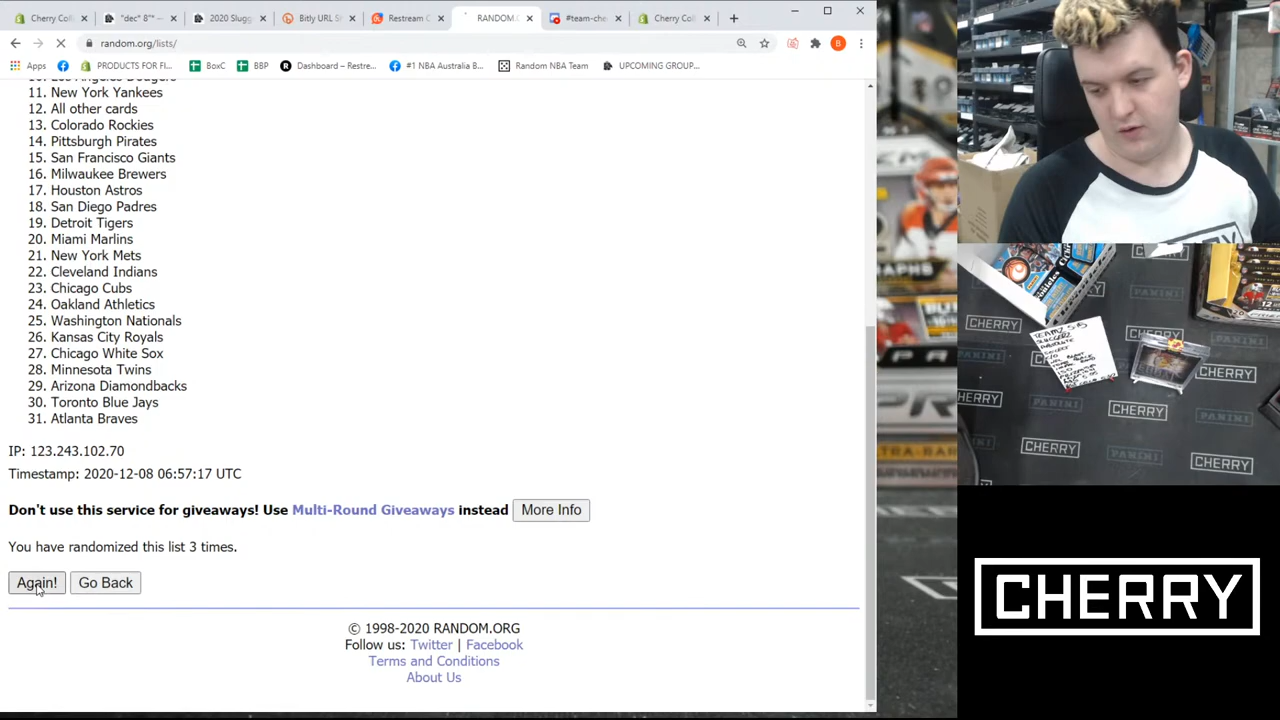 Cherry Coll
"dec" 8"*
2020 Slugg
Bitly URL S
Restream C
RANDOM.O
#team-che
Cherry Coll
random.org/lists/
Apps
PRODUCTS FOR FI...
BoxC
BBP
Dashboard – Restre...
#1 NBA Australia B...
Random NBA Team
UPCOMING GROUP...
11. New York Yankees
12. All other cards
13. Colorado Rockies
14. Pittsburgh Pirates
15. San Francisco Giants
16. Milwaukee Brewers
17. Houston Astros
18. San Diego Padres
19. Detroit Tigers
20. Miami Marlins
21. New York Mets
22. Cleveland Indians
23. Chicago Cubs
24. Oakland Athletics
25. Washington Nationals
26. Kansas City Royals
27. Chicago White Sox
28. Minnesota Twins
29. Arizona Diamondbacks
30. Toronto Blue Jays
31. Atlanta Braves
IP: 123.243.102.70
Timestamp: 2020-12-08 06:57:17 UTC
Don't use this service for giveaways! Use Multi-Round Giveaways instead More Info
You have randomized this list 3 times.
Again! Go Back
© 1998-2020 RANDOM.ORG
Follow us: Twitter | Facebook
Terms and Conditions
About Us
CHERRY
PANINI
CHERRY
CHERRY
CHERRY
PANINI
CHERRY
PANINI
CHERRY
CHERRY
PANINI
CHERRY
CHERRY